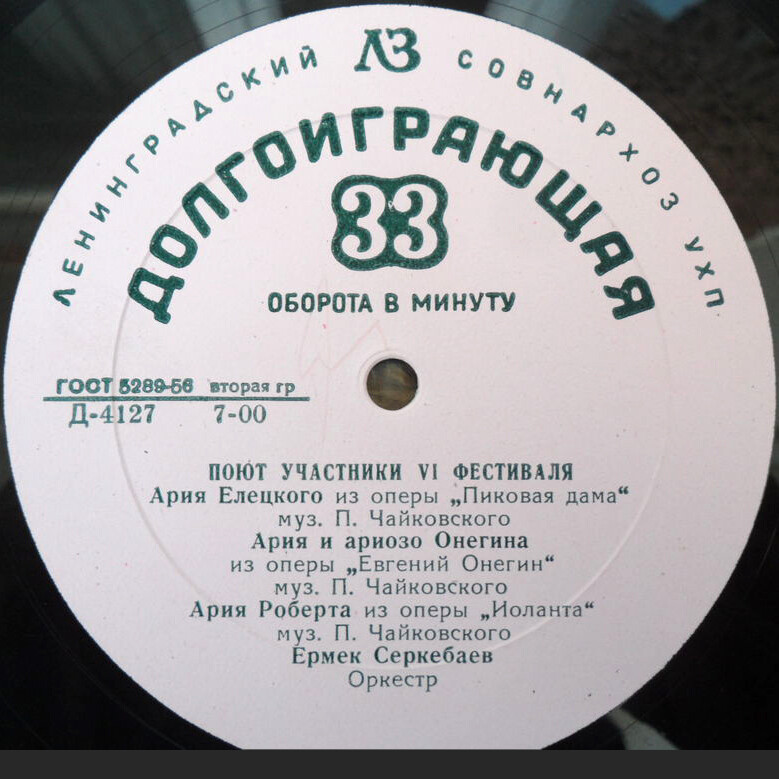 ЛЕНИНГРАДСКИЙ ЛЗ СОВНАРХОЗ УХП
ДОЛГОИГРАЮЩАЯ
33
ОБОРОТА В МИНУТУ
ГОСТ 5289-56 вторая гр
Д-4127 7-00
ПОЮТ УЧАСТНИКИ VI ФЕСТИВАЛЯ
Ария Елецкого из оперы „Пиковая дама“
муз. П. Чайковского
Ария и ариозо Онегина
из оперы „Евгений Онегин“
муз. П. Чайковского
Ария Роберта из оперы „Иоланта“
муз. П. Чайковского
Ермек Серкебаев
Оркестр